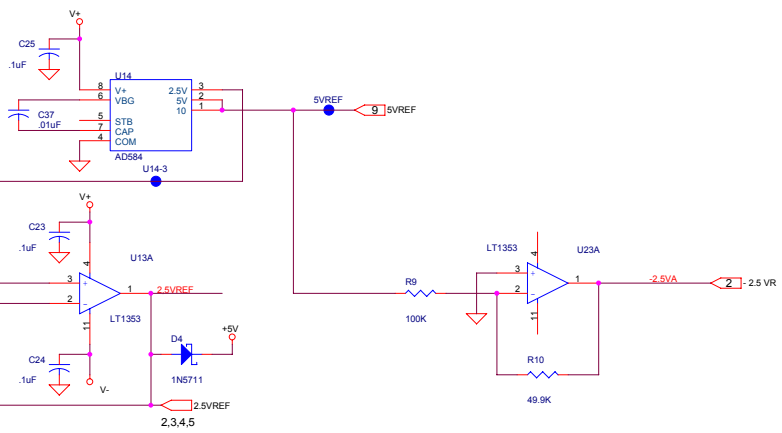 V+
C25
.1uF
U14
8 V+ 2.5V 3
6 VBG 5V 2
10 1
5 STB
7 CAP
4 COM
AD584
C37
.01uF
5VREF
9 5VREF
U14-3
V+
C23
.1uF
4
U13A
3 +
2 -
1 2.5VREF
11
LT1353
C24
.1uF
V-
D4
+5V
1N5711
2.5VREF
2,3,4,5
R9
100K
LT1353
U23A
4
3 +
2 -
1
11
-2.5VA
2 - 2.5 VR
R10
49.9K